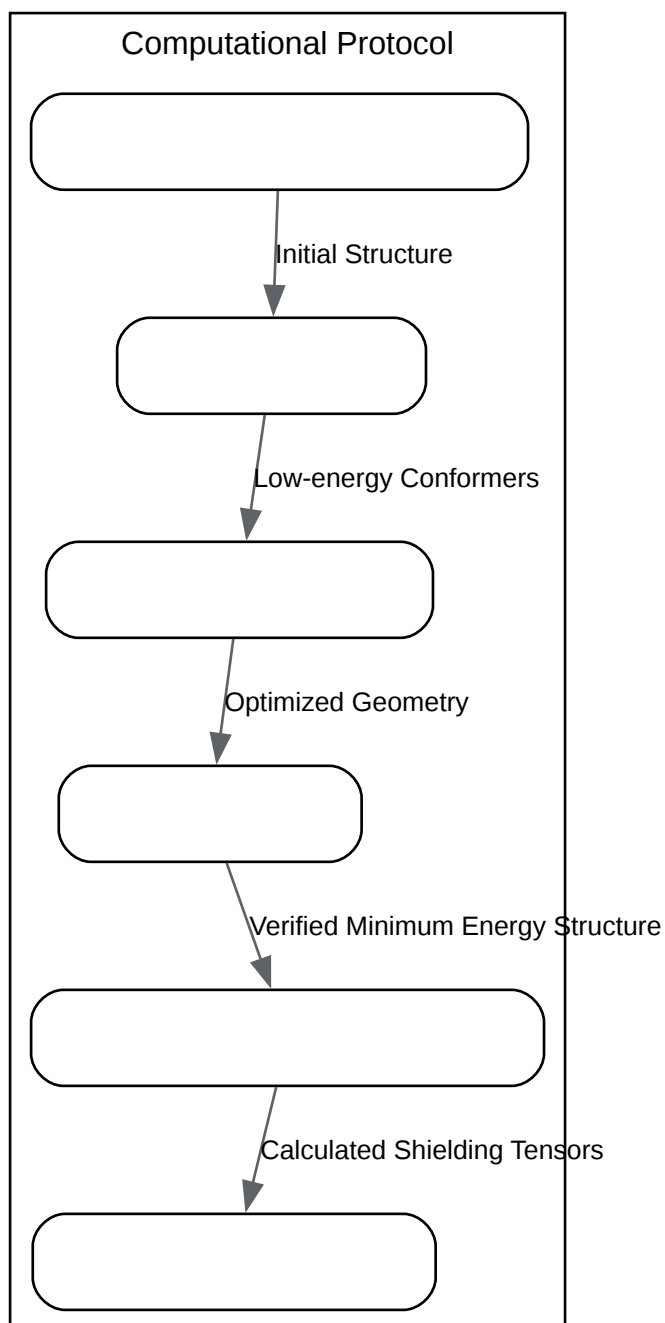 Computational Protocol
Initial Structure
Low-energy Conformers
Optimized Geometry
Verified Minimum Energy Structure
Calculated Shielding Tensors